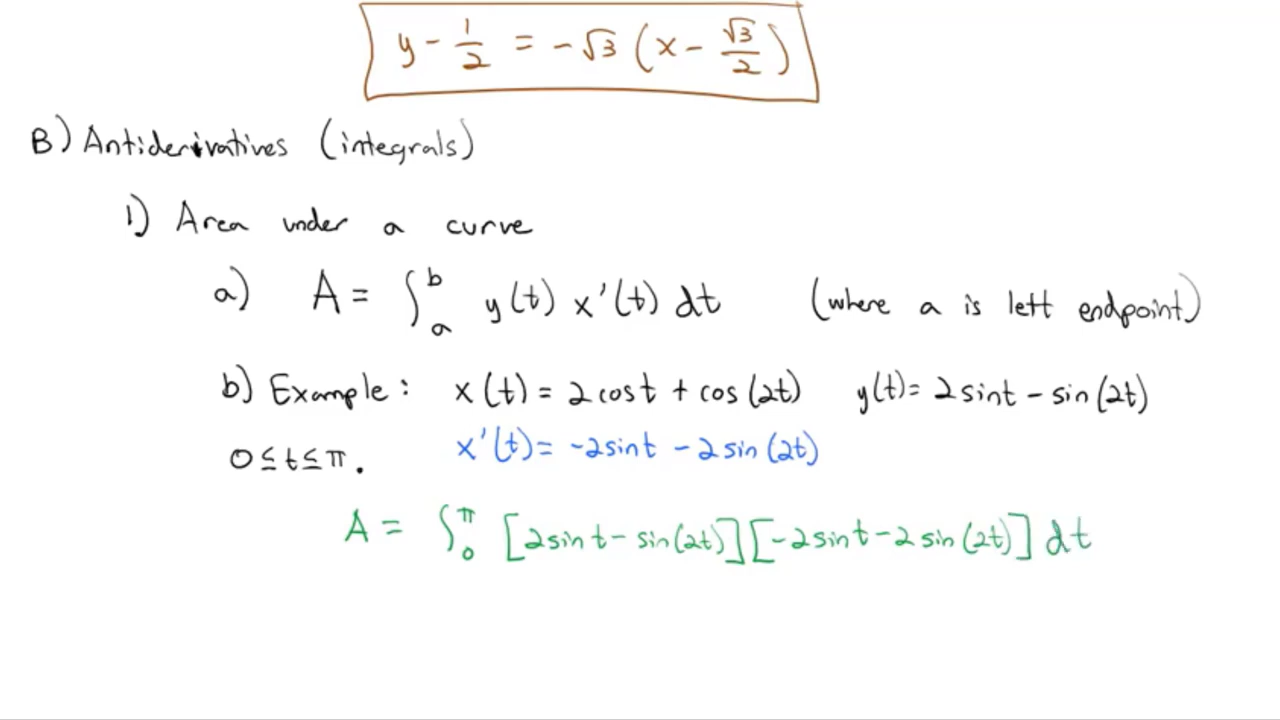 y - 1/2 = -√3 (x - √3/2)
B) Antiderivatives (integrals)
1) Area under a curve
a) A = ∫_a^b y(t) x'(t) dt (where a is left endpoint)
b) Example: x(t) = 2cost + cos(2t) y(t) = 2sint - sin(2t)
0 ≤ t ≤ π. x'(t) = -2sint - 2sin(2t)
A = ∫_0^π [2sint - sin(2t)][-2sint - 2sin(2t)] dt